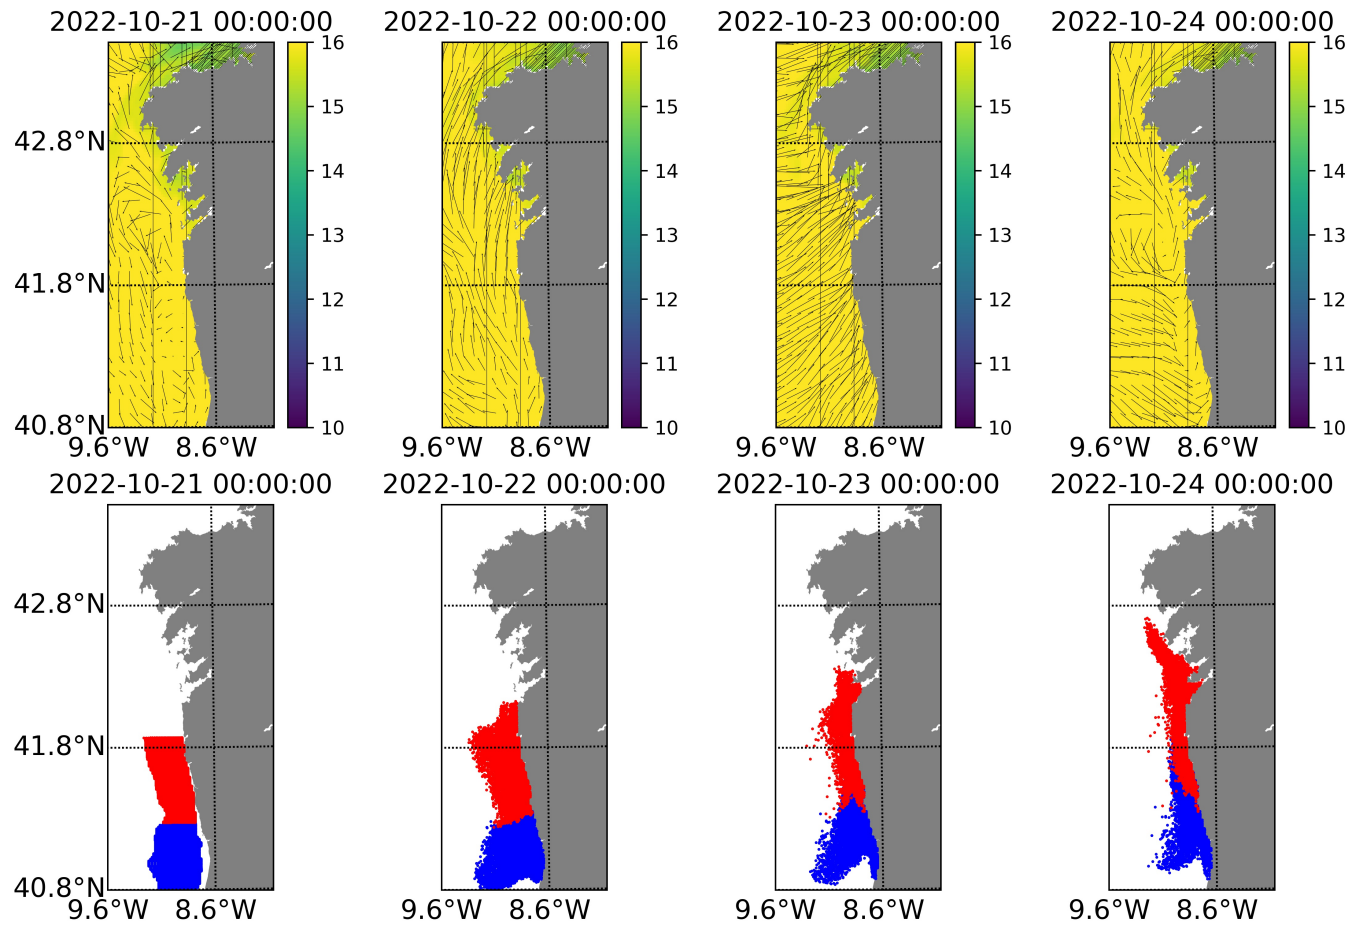 2022-10-21 00:00:00 2022-10-22 00:00:00 2022-10-23 00:00:00 2022-10-24 00:00:00
16 16 16 16
15 15 15 15
42.8°N
14 14 14 14
13 13 13 13
41.8°N
12 12 12 12
11 11 11 11
40.8°N 10 10 10 10
9.6°W 8.6°W 9.6°W 8.6°W 9.6°W 8.6°W 9.6°W 8.6°W
2022-10-21 00:00:00 2022-10-22 00:00:00 2022-10-23 00:00:00 2022-10-24 00:00:00
42.8°N
41.8°N
40.8°N
9.6°W 8.6°W 9.6°W 8.6°W 9.6°W 8.6°W 9.6°W 8.6°W